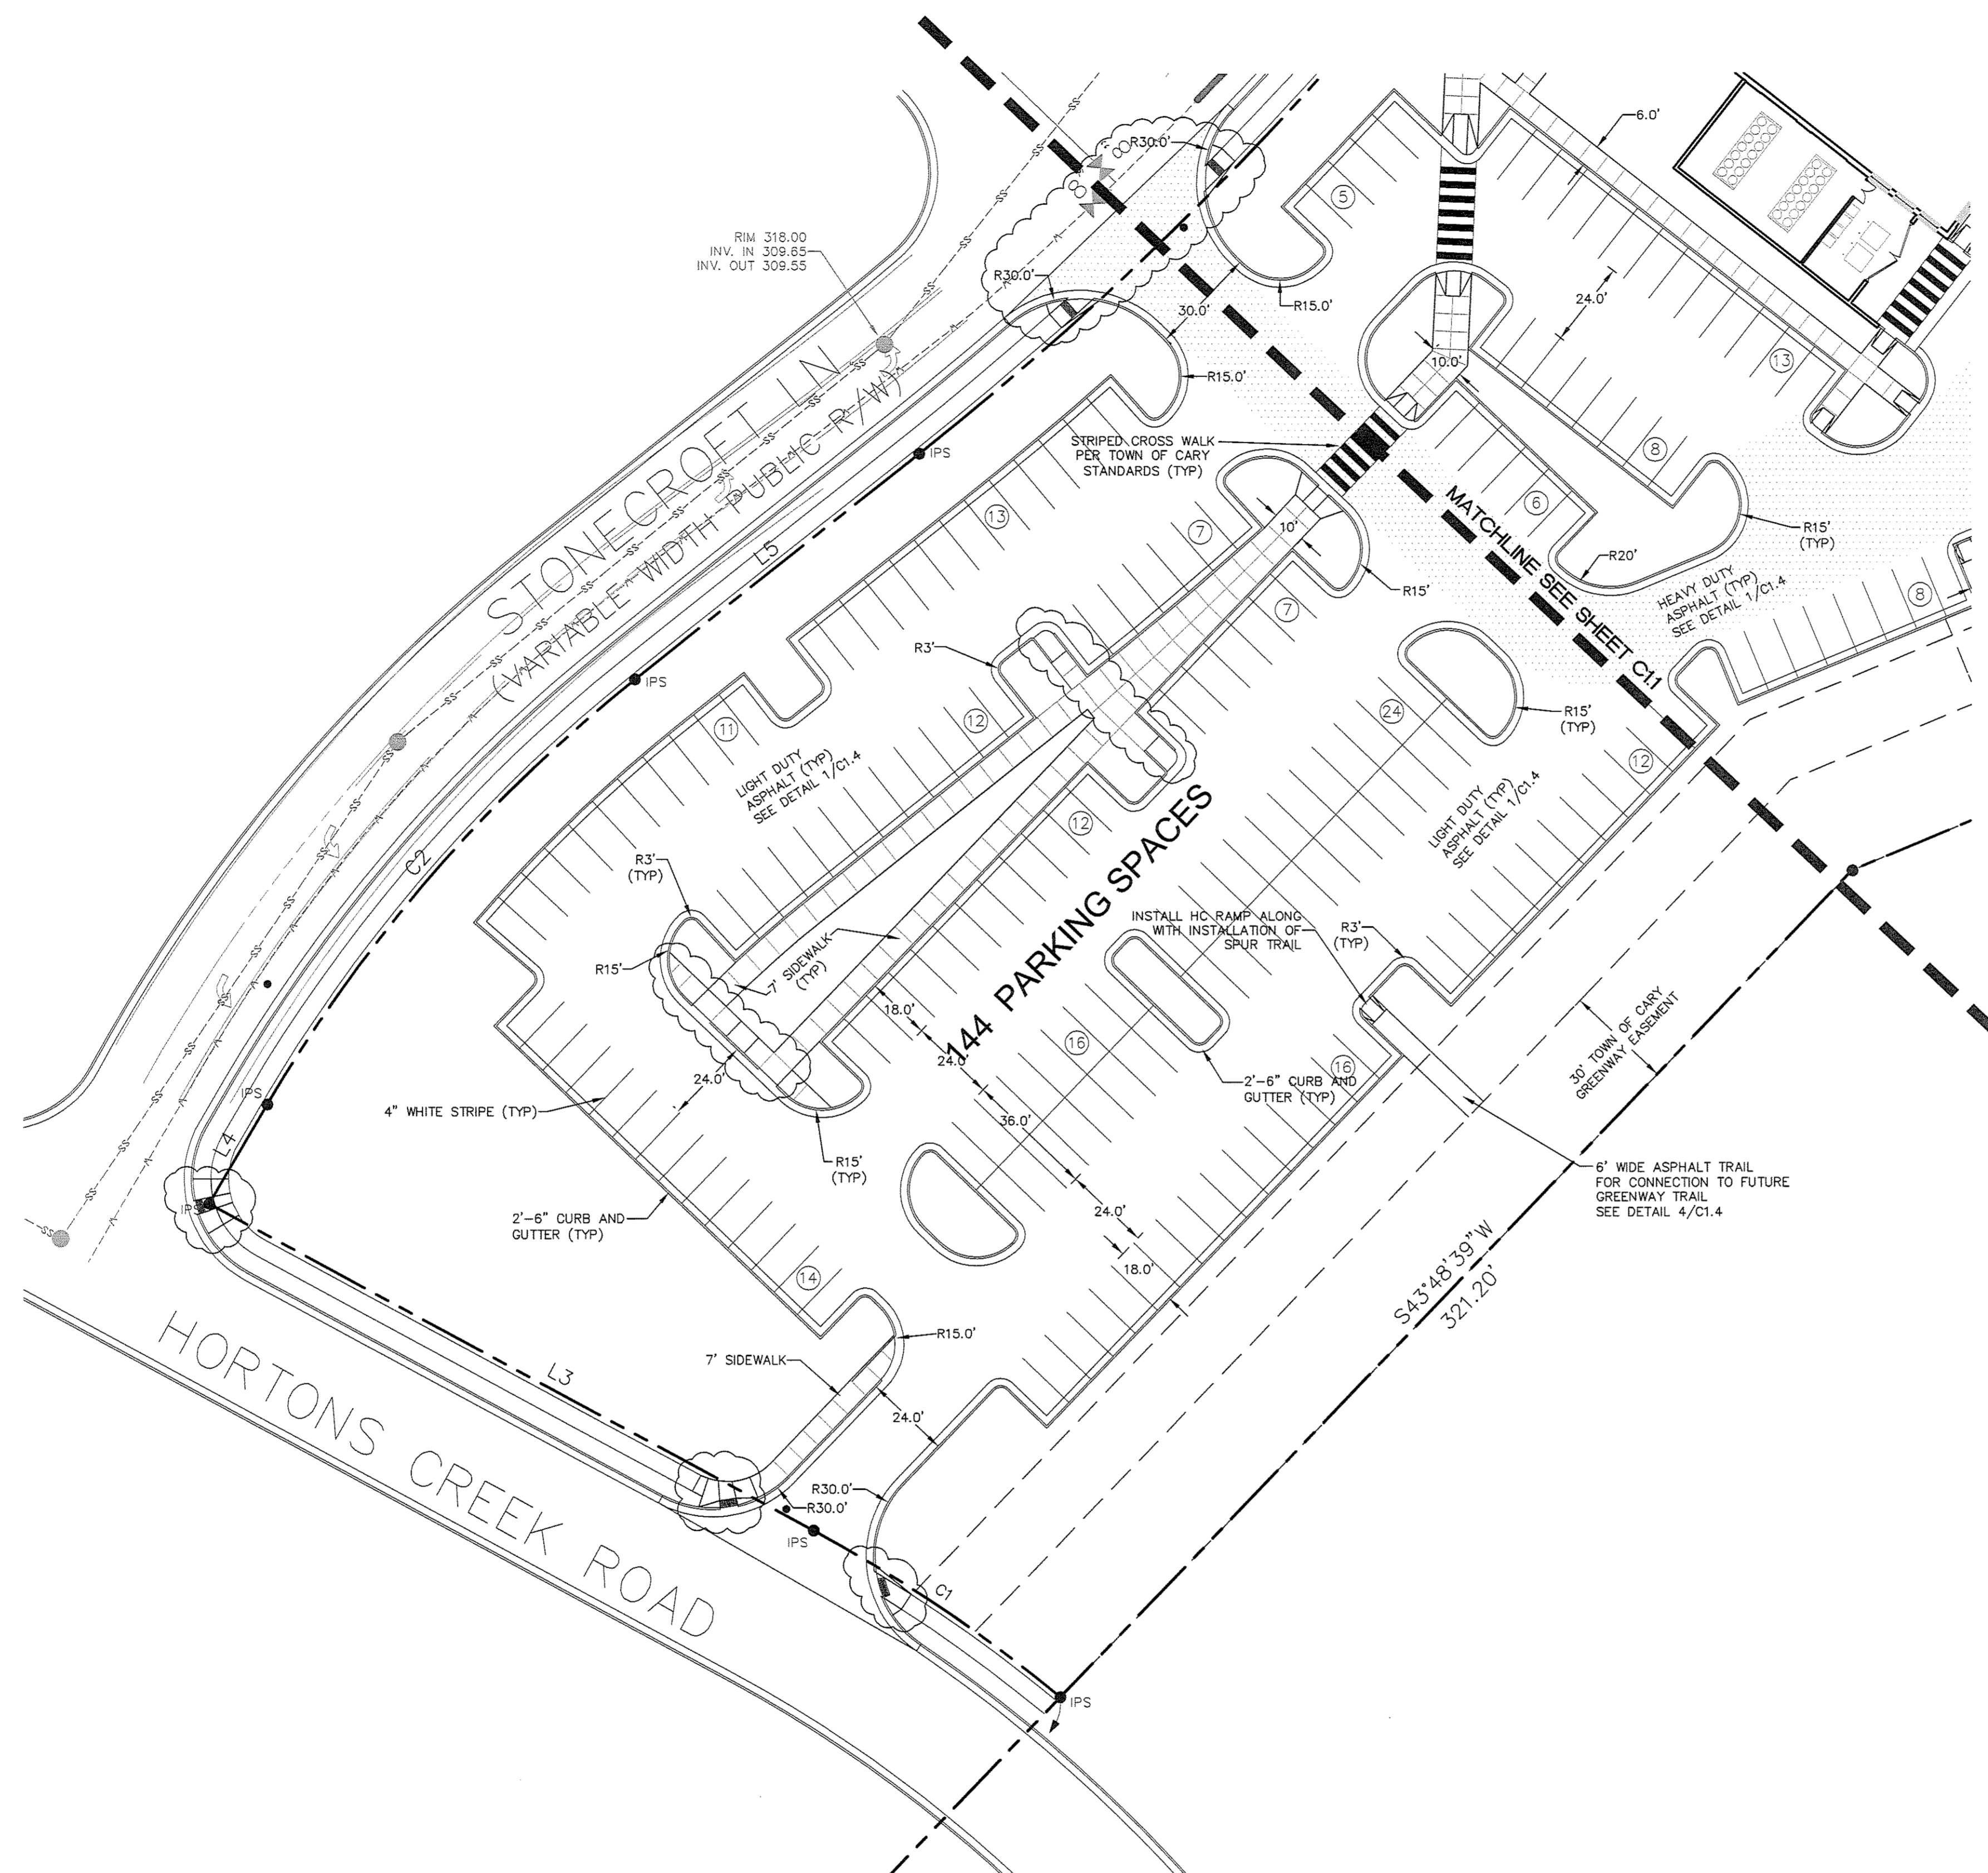 6.0'
R30.0'
5
RIM 318.00
INV. IN 309.65
INV. OUT 309.55
R30.0'
30.0'
R15.0'
24.0'
13
10.0'
R15.0'
STRIPED CROSS WALK
PER TOWN OF CARY
STANDARDS (TYP)
8
IPS
STONECROFT LN
(VARIABLE WIDTH PUBLIC R/W)
L5
13
7
10'
6
MATCHLINE SEE SHEET C1.1
R15'
(TYP)
R20'
HEAVY DUTY
ASPHALT (TYP)
SEE DETAIL 1/C1.4
8
R15'
7
R3'
IPS
11
12
24
R15'
(TYP)
12
LIGHT DUTY
ASPHALT (TYP)
SEE DETAIL 1/C1.4
LIGHT DUTY
ASPHALT (TYP)
SEE DETAIL 1/C1.4
12
C2
R3'
(TYP)
144 PARKING SPACES
INSTALL HC RAMP ALONG
WITH INSTALLATION OF
SPUR TRAIL
R3'
(TYP)
R15'
7' SIDEWALK
(TYP)
18.0'
24.0'
16
16
30' TOWN OF CARY
GREENWAY EASEMENT
24.0'
2'-6" CURB AND
GUTTER (TYP)
IPS
4" WHITE STRIPE (TYP)
36.0'
L4
R15'
(TYP)
6' WIDE ASPHALT TRAIL
FOR CONNECTION TO FUTURE
GREENWAY TRAIL
SEE DETAIL 4/C1.4
IPS
24.0'
2'-6" CURB AND
GUTTER (TYP)
18.0'
14
S43°48'39"W
321.20'
R15.0'
7' SIDEWALK
L3
24.0'
HORTONS CREEK ROAD
R30.0'
R30.0'
IPS
C1
IPS
SS